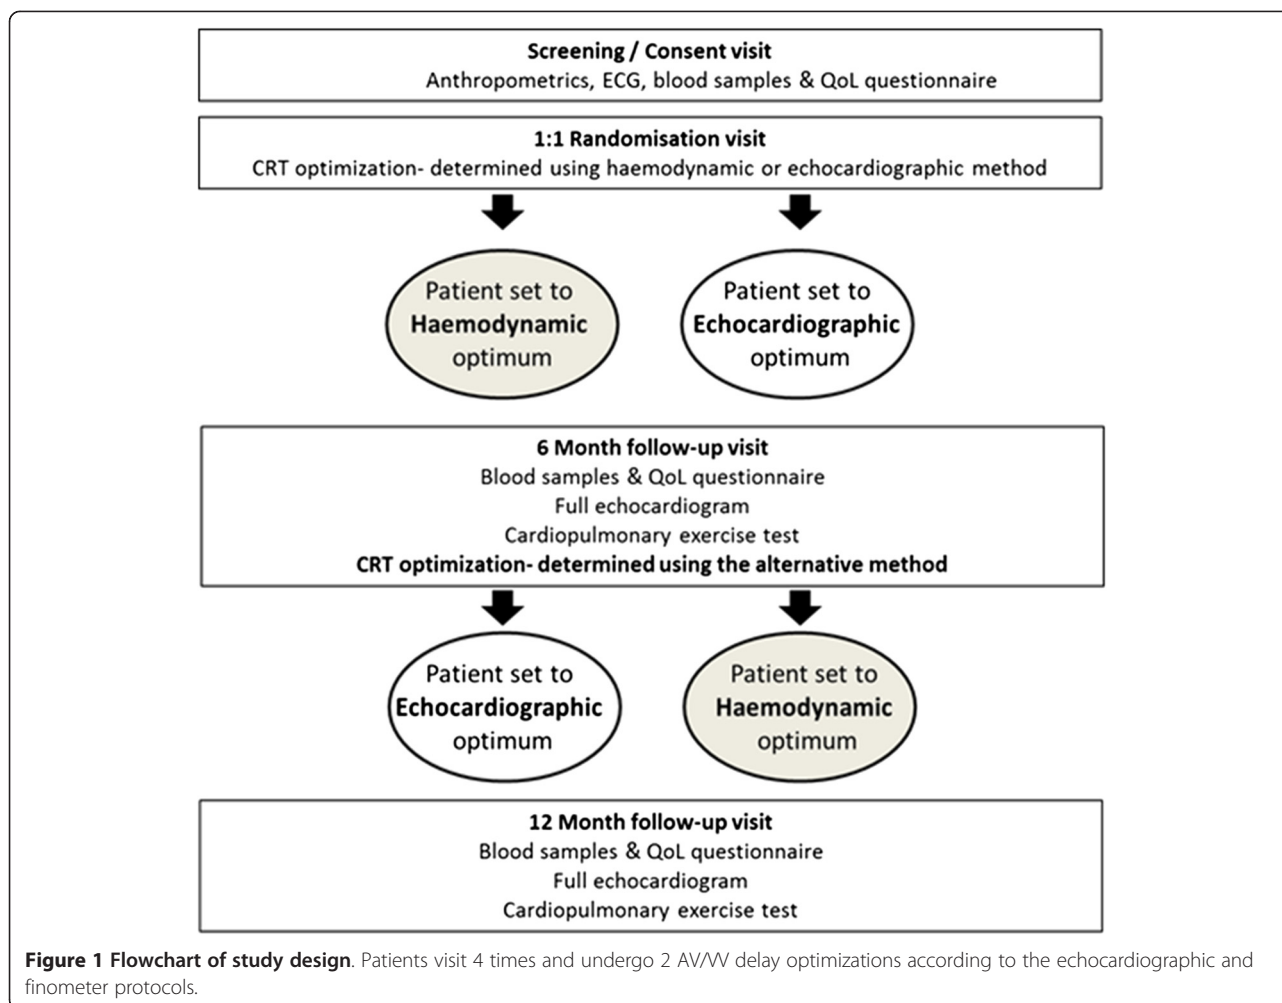 Screening / Consent visit
Anthropometrics, ECG, blood samples & QoL questionnaire
1:1 Randomisation visit
CRT optimization- determined using haemodynamic or echocardiographic method
Patient set to
Haemodynamic
optimum
Patient set to
Echocardiographic
optimum
6 Month follow-up visit
Blood samples & QoL questionnaire
Full echocardiogram
Cardiopulmonary exercise test
CRT optimization- determined using the alternative method
Patient set to
Echocardiographic
optimum
Patient set to
Haemodynamic
optimum
12 Month follow-up visit
Blood samples & QoL questionnaire
Full echocardiogram
Cardiopulmonary exercise test
Figure 1 Flowchart of study design. Patients visit 4 times and undergo 2 AV/VV delay optimizations according to the echocardiographic and
finometer protocols.